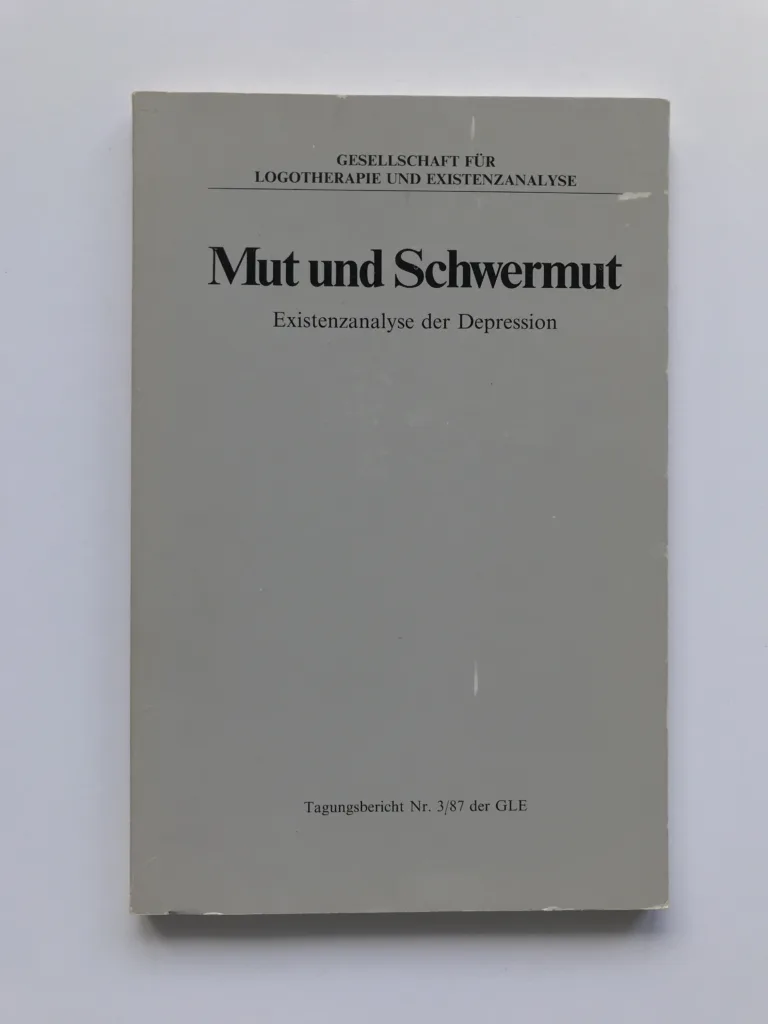 GESELLSCHAFT FÜR
LOGOTHERAPIE UND EXISTENZANALYSE
Mut und Schwermut
Existenzanalyse der Depression
Tagungsbericht Nr. 3/87 der GLE